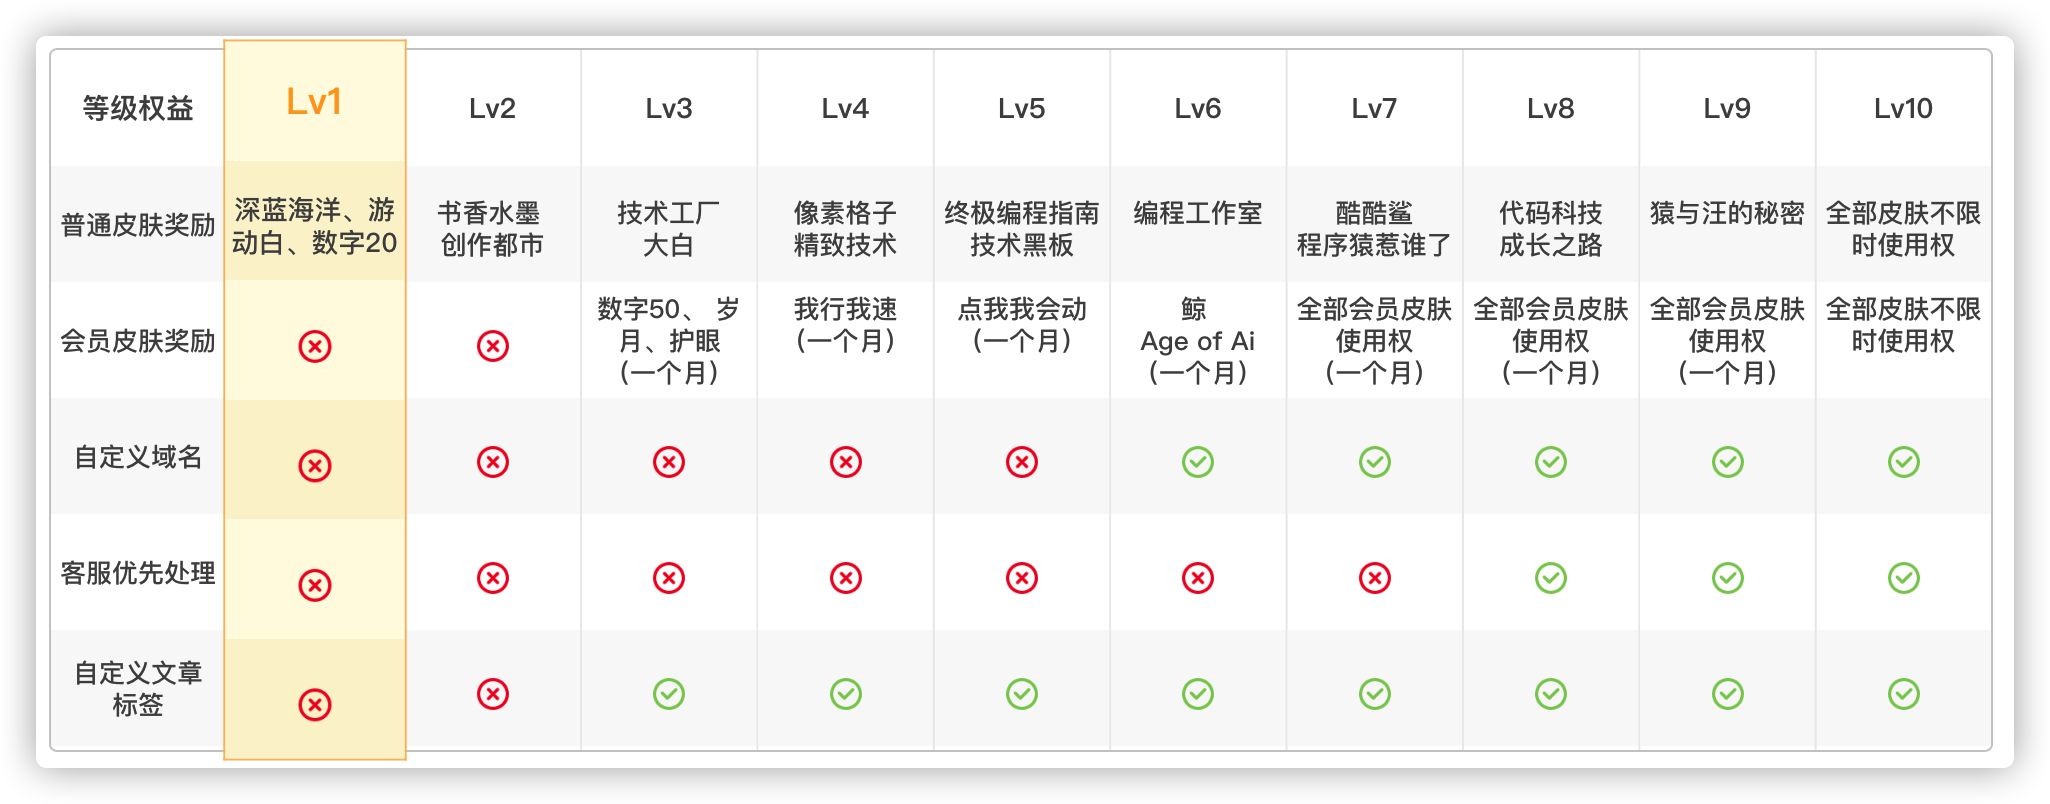 等级权益 Lv1 Lv2 Lv3 Lv4 Lv5 Lv6 Lv7 Lv8 Lv9 Lv10
普通皮肤奖励
深蓝海洋、游
动白、数字20
书香水墨
创作都市
技术工厂
大白
像素格子
精致技术
终极编程指南
技术黑板
编程工作室
酷酷鲨
程序猿惹谁了
代码科技
成长之路
猿与汪的秘密
全部皮肤不限
时使用权
会员皮肤奖励
数字50、 岁
月、护眼
(一个月)
我行我速
(一个月)
点我我会动
(一个月)
鲸
Age of Ai
(一个月)
全部会员皮肤
使用权
(一个月)
全部会员皮肤
使用权
(一个月)
全部会员皮肤
使用权
(一个月)
全部皮肤不限
时使用权
自定义域名
客服优先处理
自定义文章
标签